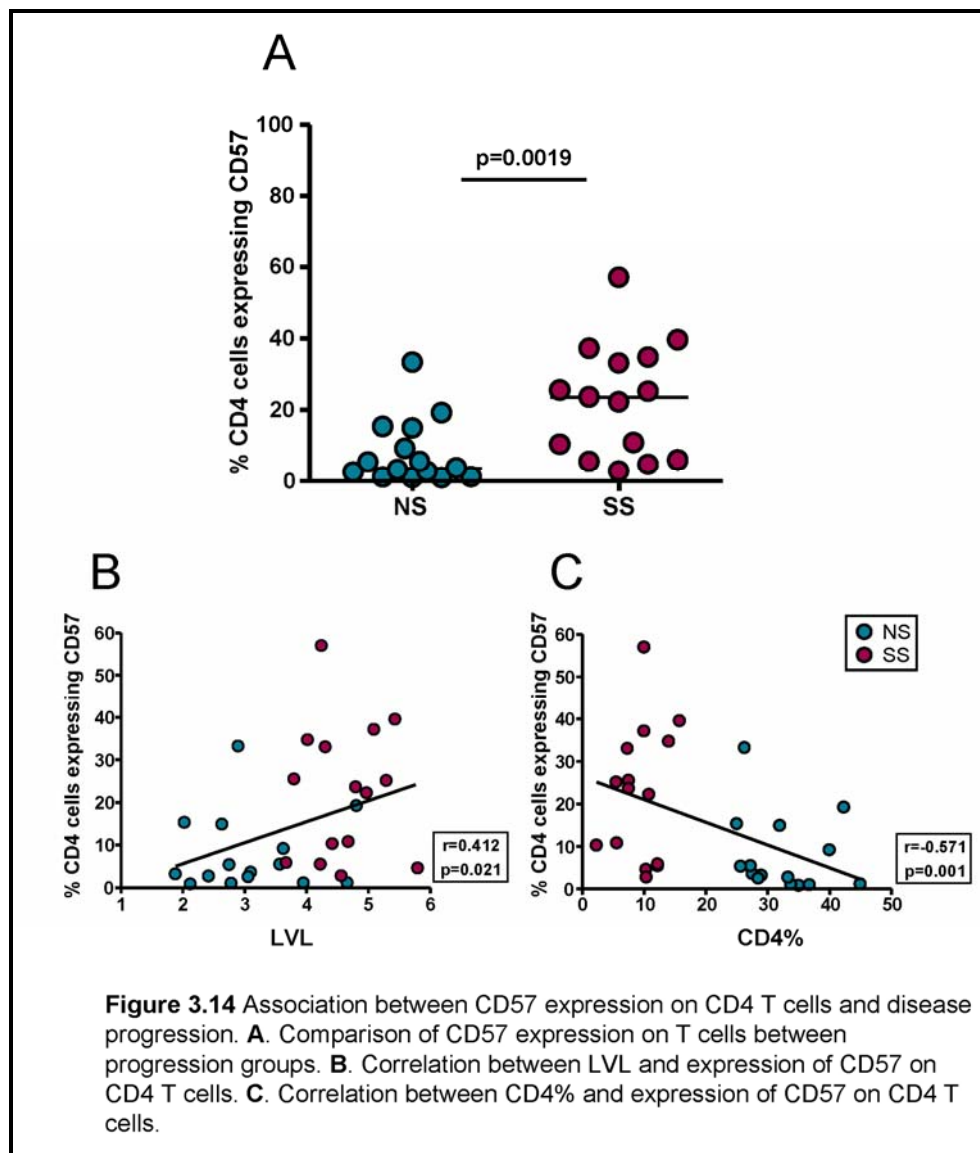 A
% CD4 cells expressing CD57
100
80
60
40
20
0
p=0.0019
NS
SS
B
% CD4 cells expressing CD57
60
50
40
30
20
10
0
1
2
3
4
5
6
LVL
r=0.412
p=0.021
C
% CD4 cells expressing CD57
60
50
40
30
20
10
0
0
10
20
30
40
50
CD4%
NS
SS
r=-0.571
p=0.001
Figure 3.14 Association between CD57 expression on CD4 T cells and disease
progression. A. Comparison of CD57 expression on T cells between
progression groups. B. Correlation between LVL and expression of CD57 on
CD4 T cells. C. Correlation between CD4% and expression of CD57 on CD4 T
cells.